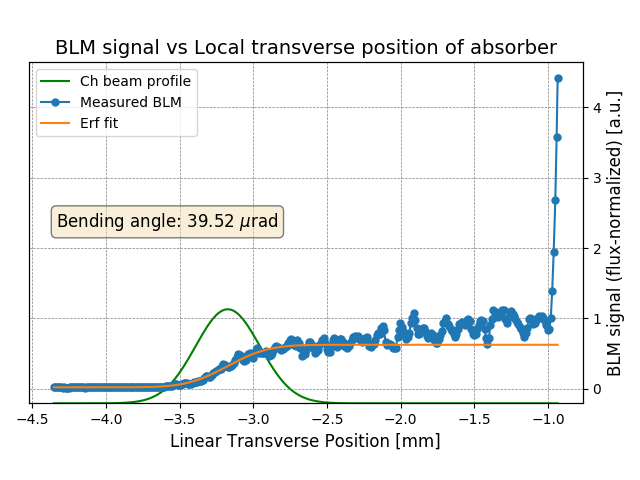 BLM signal vs Local transverse position of absorber
Ch beam profile
Measured BLM
Erf fit
Bending angle: 39.52 μrad
4
3
2
1
0
BLM signal (flux-normalized) [a.u.]
−4.5 −4.0 −3.5 −3.0 −2.5 −2.0 −1.5 −1.0
Linear Transverse Position [mm]